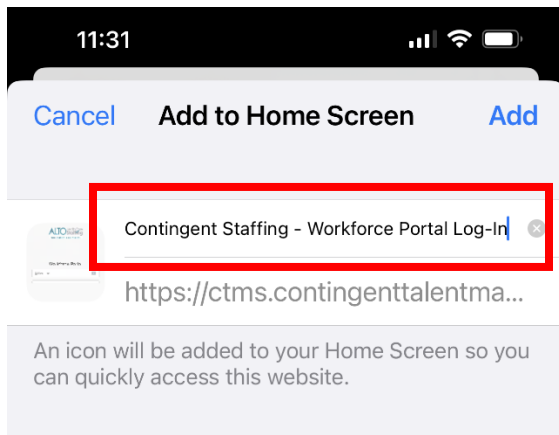 11:31
Cancel Add to Home Screen Add
ALTO
Contingent Staffing - Workforce Portal Log-In
https://ctms.contingenttalentma...
An icon will be added to your Home Screen so you
can quickly access this website.